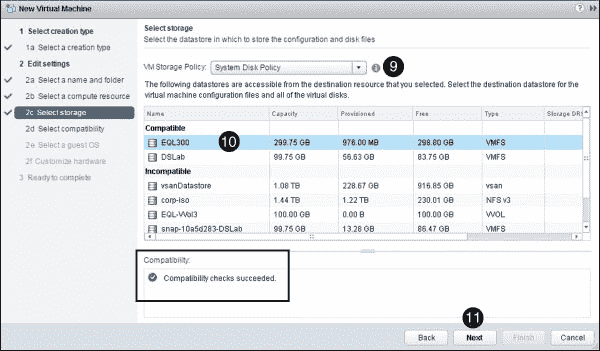 New Virtual Machine
1 Select creation type
1a Select a creation type
2 Edit settings
2a Select a name and folder
2b Select a compute resource
2c Select storage
2d Select compatibility
2e Select a guest OS
2f Customize hardware
3 Ready to complete
Select storage
Select the datastore in which to store the configuration and disk files
VM Storage Policy: System Disk Policy 9
The following datastores are accessible from the destination resource that you selected. Select the destination datastore for the
virtual machine configuration files and all of the virtual disks.
Name Capacity Provisioned Free Type Storage DRS
Compatible
EQL300 10 299.75 GB 976.00 MB 298.80 GB VMFS
DSLab 99.75 GB 56.63 GB 83.75 GB VMFS
Incompatible
vsanDatastore 1.08 TB 228.67 GB 916.85 GB vsan
corp-iso 1.44 TB 1.22 TB 230.01 GB NFS v3
EQL-VVol3 100.00 GB 0.00 B 100.00 GB VVOL
snap-10a5d283-DSLab 99.75 GB 13.28 GB 86.47 GB VMFS
Compatibility:
Compatibility checks succeeded.
11
Back Next Finish Cancel